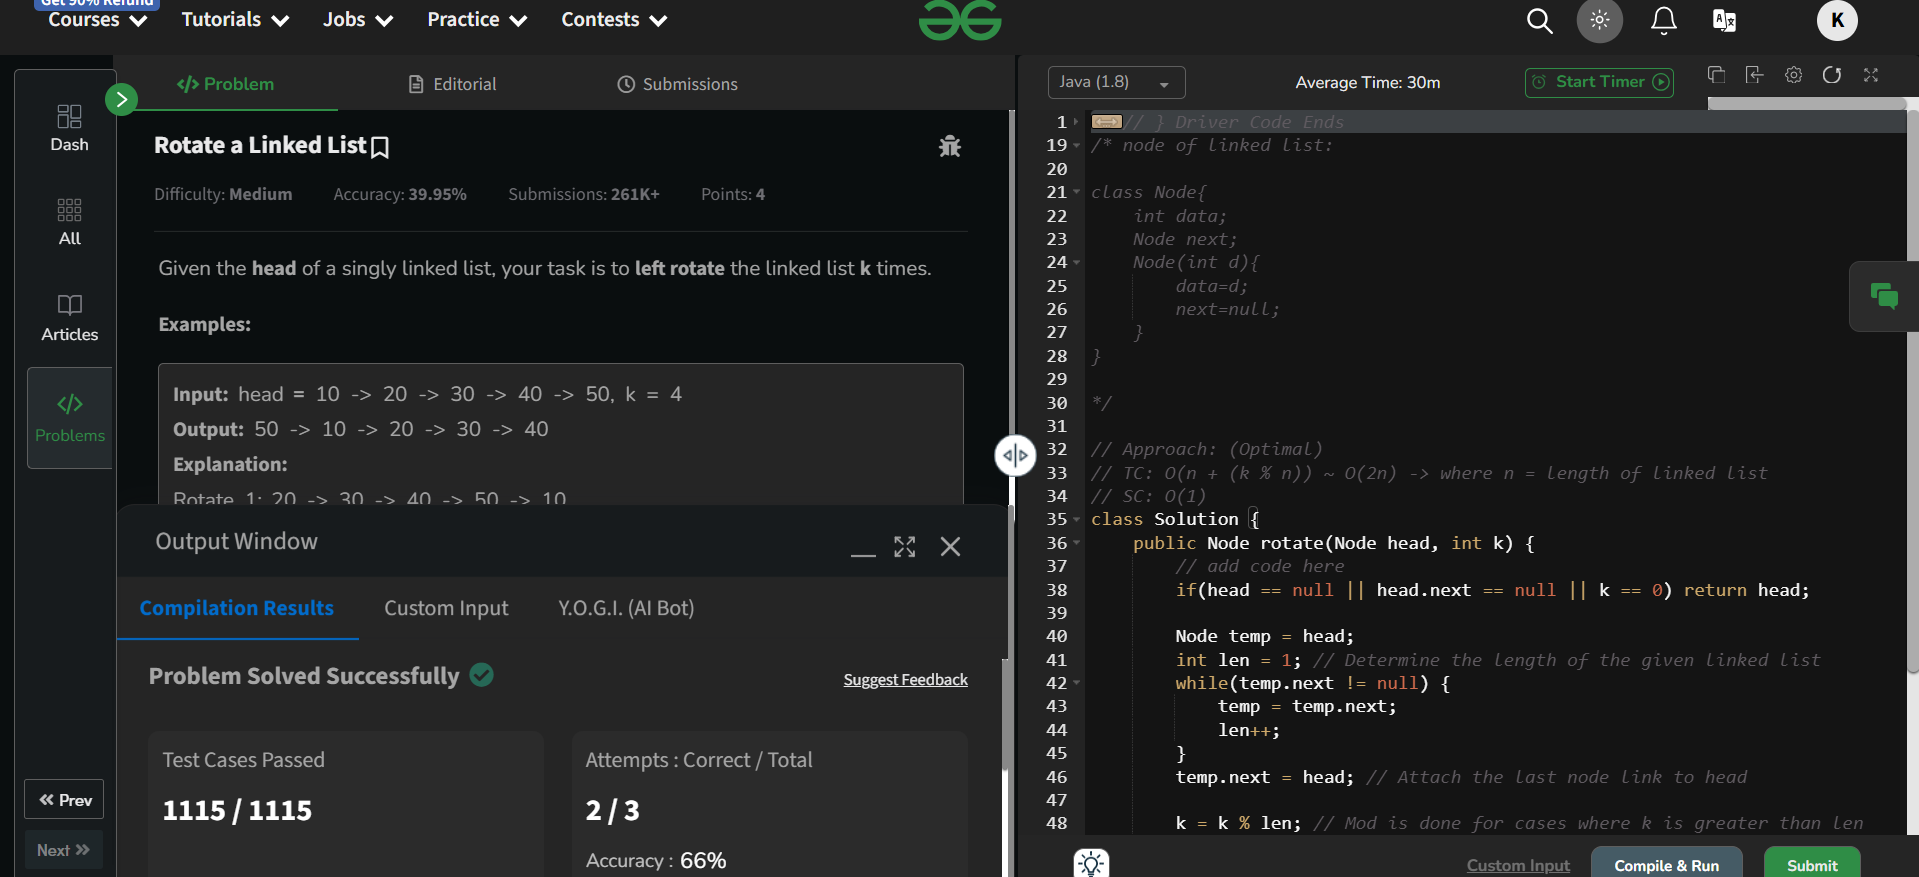 Get 90% Refund
Courses
Tutorials
Jobs
Practice
Contests
K
Dash
All
Articles
Problems
Prev
Next
Problem
Editorial
Submissions
Rotate a Linked List
Difficulty: Medium Accuracy: 39.95% Submissions: 261K+ Points: 4
Given the head of a singly linked list, your task is to left rotate the linked list k times.
Examples:
Input: head = 10 -> 20 -> 30 -> 40 -> 50, k = 4
Output: 50 -> 10 -> 20 -> 30 -> 40
Explanation:
Rotate 1: 20 -> 30 -> 40 -> 50 -> 10
Output Window
Compilation Results
Custom Input
Y.O.G.I. (AI Bot)
Problem Solved Successfully
Suggest Feedback
Test Cases Passed
1115 / 1115
Attempts : Correct / Total
2 / 3
Accuracy : 66%
Java (1.8)
Average Time: 30m
Start Timer
1 // } Driver Code Ends
19 /* node of linked list:
20
21 class Node{
22 int data;
23 Node next;
24 Node(int d){
25 data=d;
26 next=null;
27 }
28 }
29
30 */
31
32 // Approach: (Optimal)
33 // TC: O(n + (k % n)) ~ O(2n) -> where n = length of linked list
34 // SC: O(1)
35 class Solution {
36 public Node rotate(Node head, int k) {
37 // add code here
38 if(head == null || head.next == null || k == 0) return head;
39
40 Node temp = head;
41 int len = 1; // Determine the length of the given linked list
42 while(temp.next != null) {
43 temp = temp.next;
44 len++;
45 }
46 temp.next = head; // Attach the last node link to head
47
48 k = k % len; // Mod is done for cases where k is greater than len
Custom Input
Compile & Run
Submit